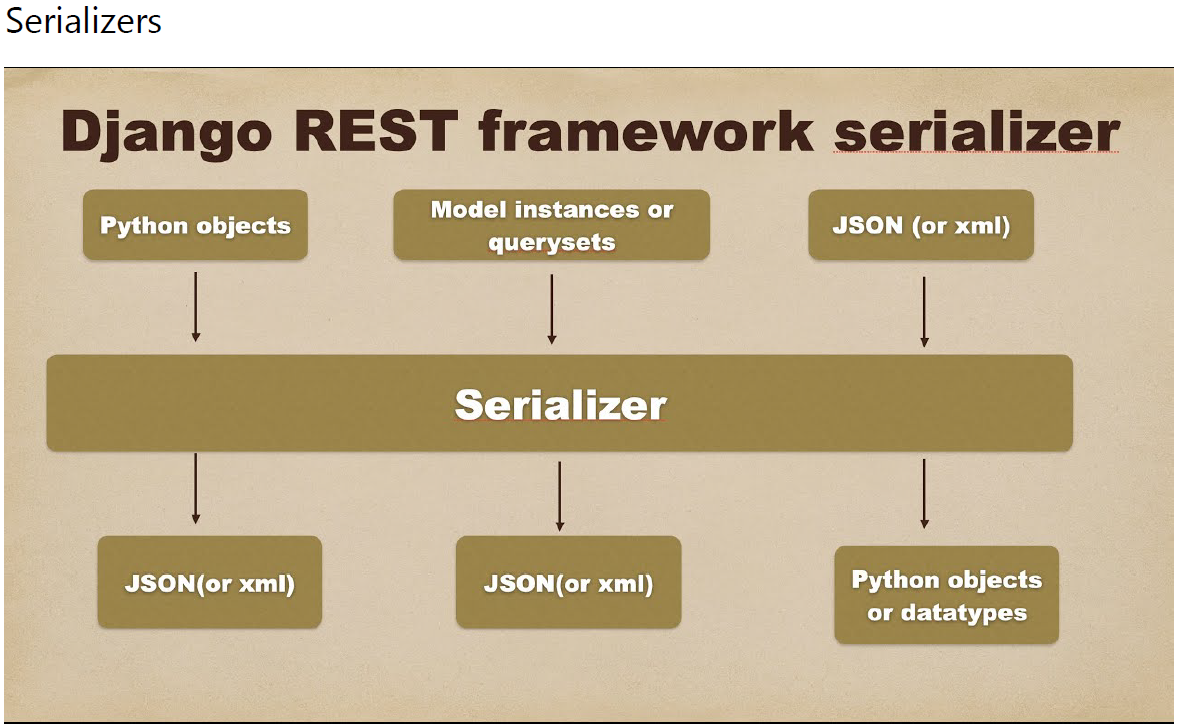 Serializers
Django REST framework serializer
Python objects
Model instances or
querysets
JSON (or xml)
Serializer
JSON(or xml)
JSON(or xml)
Python objects
or datatypes